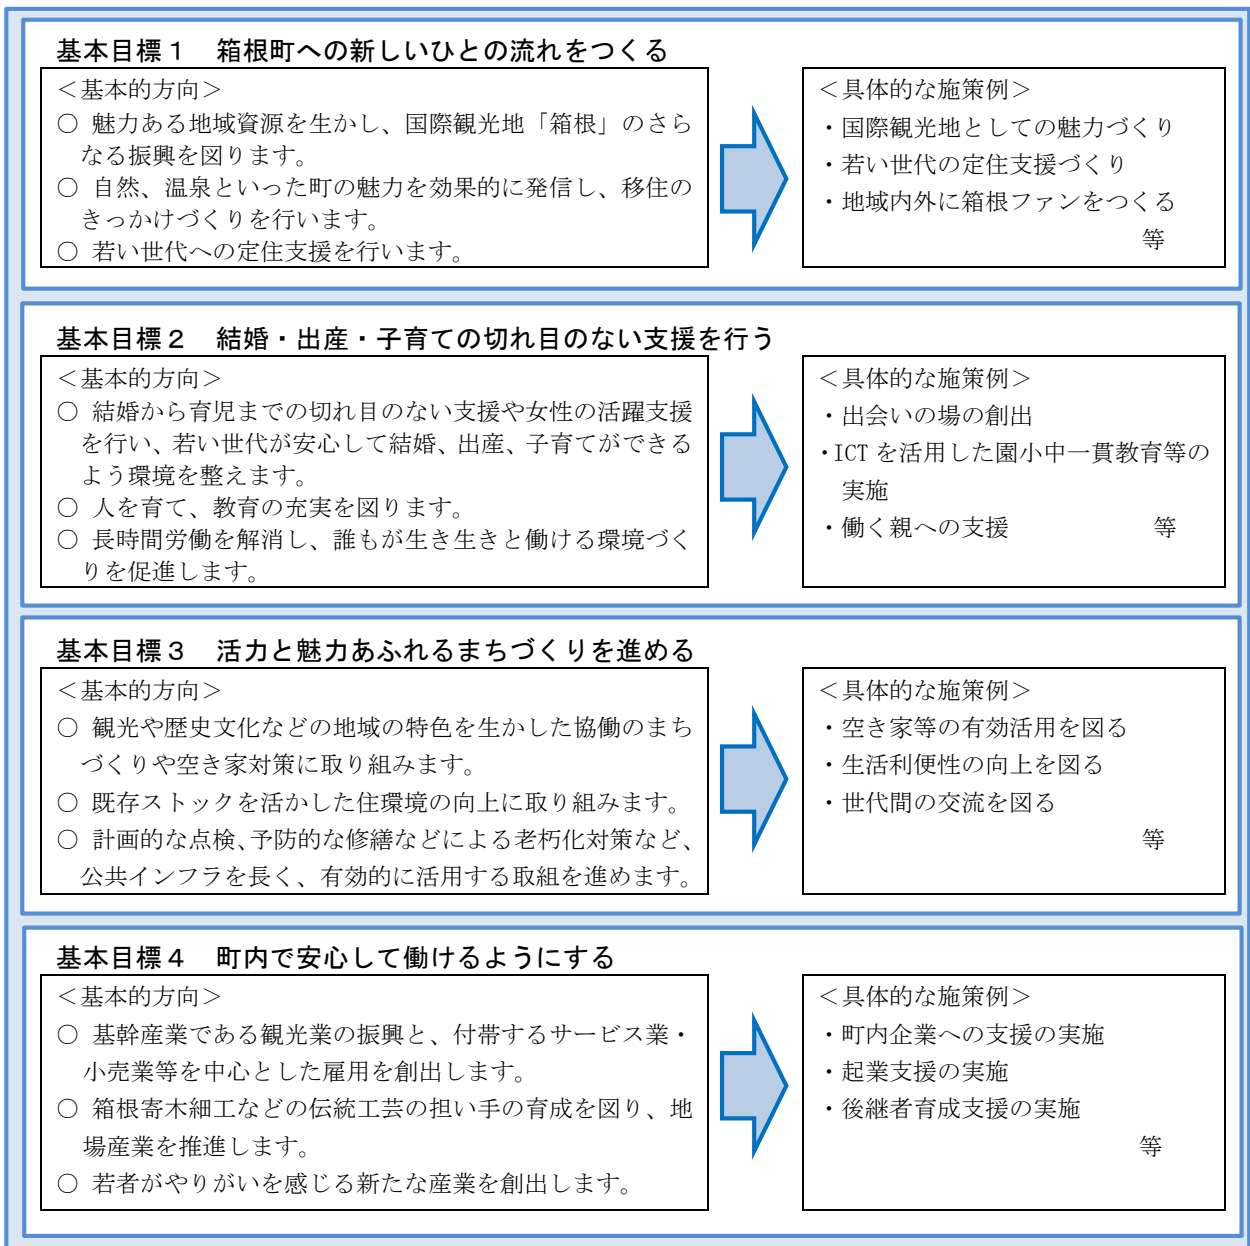 基本目標１　箱根町への新しいひとの流れをつくる
＜基本的方向＞
○ 魅力ある地域資源を生かし、国際観光地「箱根」のさら
なる振興を図ります。
○ 自然、温泉といった町の魅力を効果的に発信し、移住の
きっかけづくりを行います。
○ 若い世代への定住支援を行います。
＜具体的な施策例＞
・国際観光地としての魅力づくり
・若い世代の定住支援づくり
・地域内外に箱根ファンをつくる
等
基本目標２　結婚・出産・子育ての切れ目のない支援を行う
＜基本的方向＞
○ 結婚から育児までの切れ目のない支援や女性の活躍支援
を行い、若い世代が安心して結婚、出産、子育てができる
よう環境を整えます。
○ 人を育て、教育の充実を図ります。
○ 長時間労働を解消し、誰もが生き生きと働ける環境づく
りを促進します。
＜具体的な施策例＞
・出会いの場の創出
・ICT を活用した園小中一貫教育等の
実施
・働く親への支援　　　　　　等
基本目標３　活力と魅力あふれるまちづくりを進める
＜基本的方向＞
○ 観光や歴史文化などの地域の特色を生かした協働のまち
づくりや空き家対策に取り組みます。
○ 既存ストックを活かした住環境の向上に取り組みます。
○ 計画的な点検、予防的な修繕などによる老朽化対策など、
公共インフラを長く、有効的に活用する取組を進めます。
＜具体的な施策例＞
・空き家等の有効活用を図る
・生活利便性の向上を図る
・世代間の交流を図る
等
基本目標４　町内で安心して働けるようにする
＜基本的方向＞
○ 基幹産業である観光業の振興と、付帯するサービス業・
小売業等を中心とした雇用を創出します。
○ 箱根寄木細工などの伝統工芸の担い手の育成を図り、地
場産業を推進します。
○ 若者がやりがいを感じる新たな産業を創出します。
＜具体的な施策例＞
・町内企業への支援の実施
・起業支援の実施
・後継者育成支援の実施
等